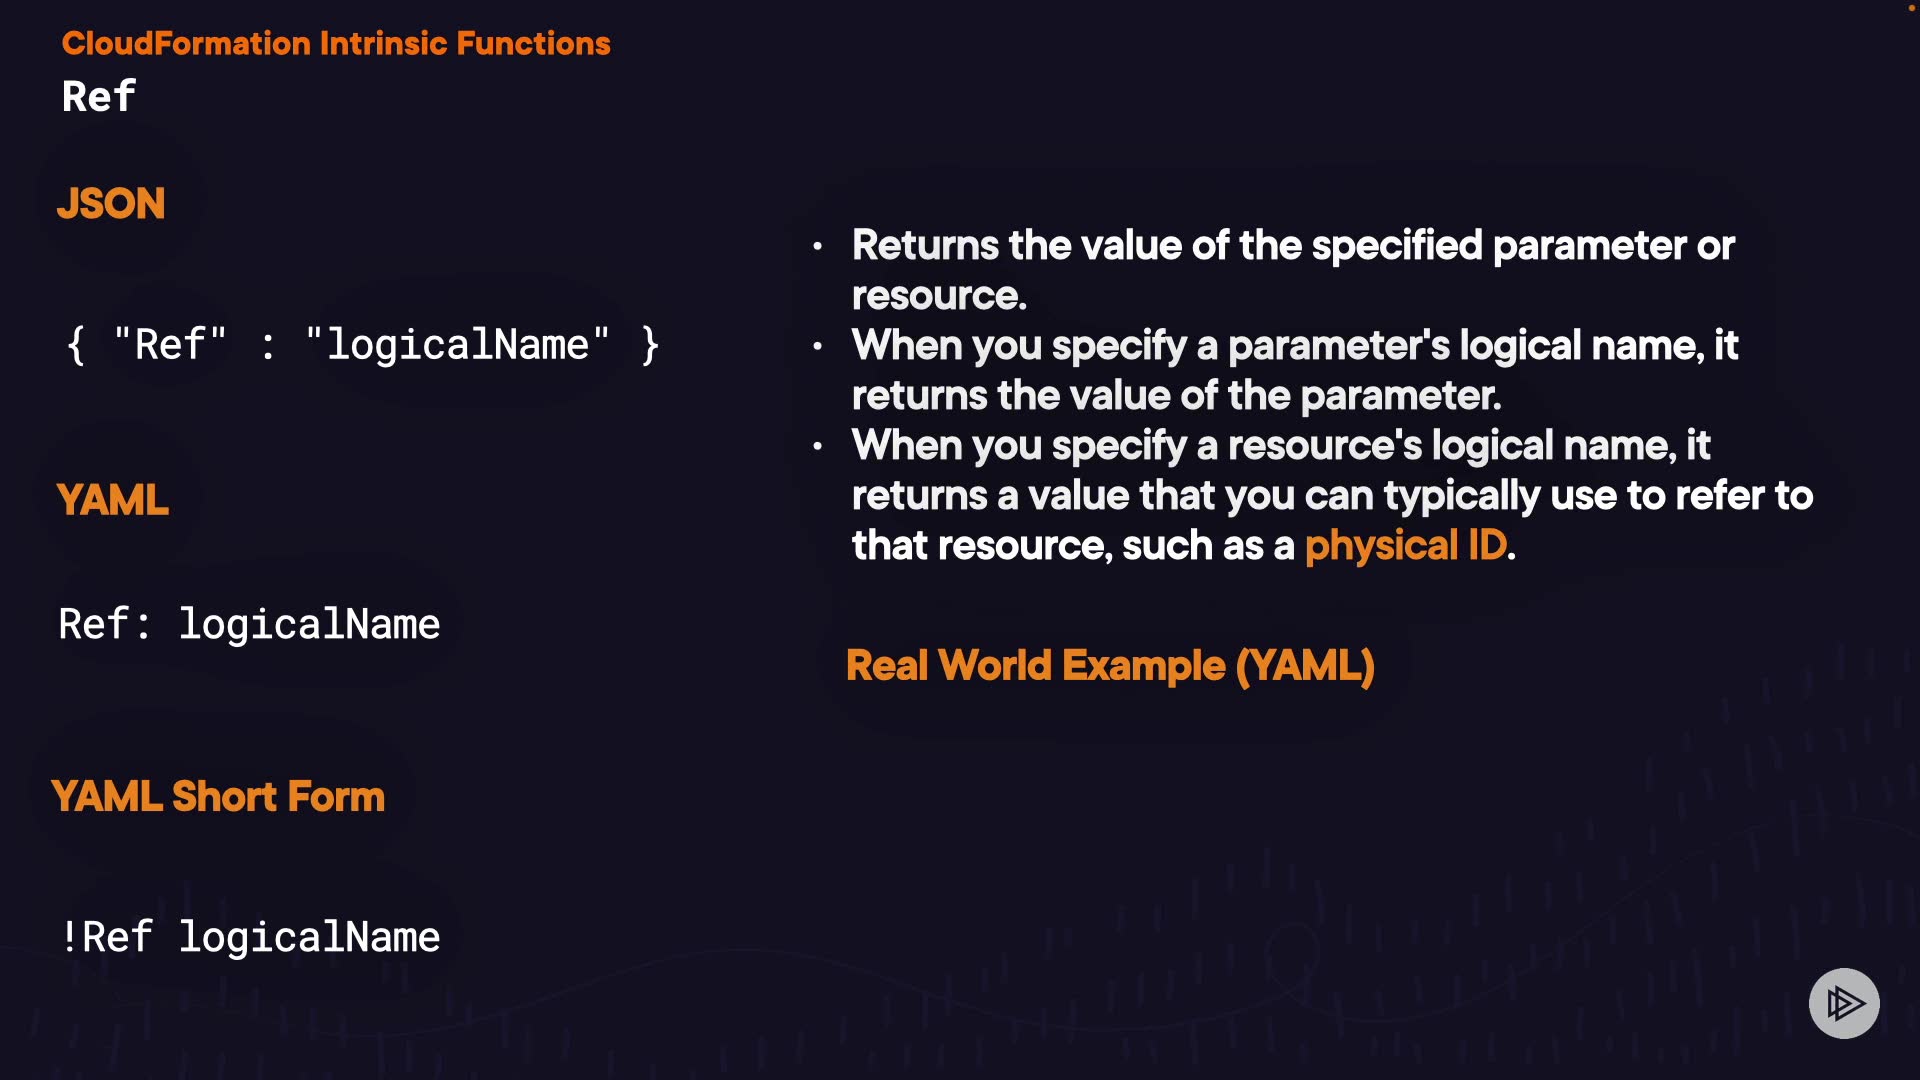 CloudFormation Intrinsic Functions
Ref
JSON
{ "Ref" : "logicalName" }
YAML
Ref: logicalName
YAML Short Form
!Ref logicalName
• Returns the value of the specified parameter or
resource.
• When you specify a parameter's logical name, it
returns the value of the parameter.
• When you specify a resource's logical name, it
returns a value that you can typically use to refer to
that resource, such as a physical ID.
Real World Example (YAML)